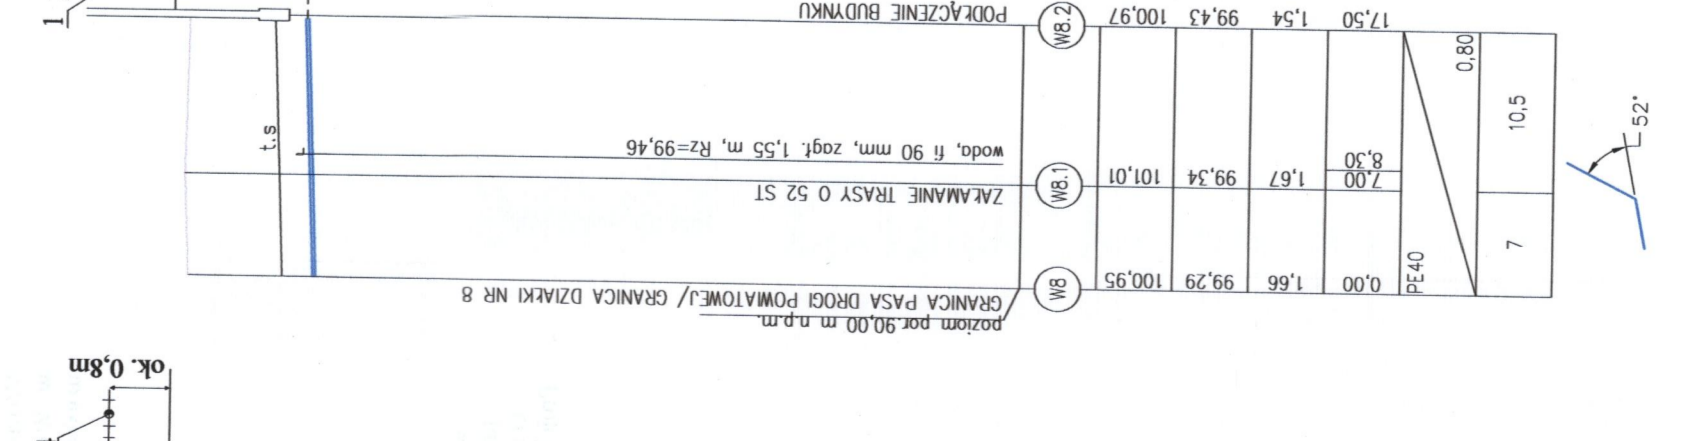 poziom por.90,00 m n.p.m.
GRANICA PASA DROGI POWIATOWEJ/ GRANICA DZIAŁKI NR 8
ZAŁAMANIE TRASY O 52 ST
woda, fi 90 mm, zagł. 1,55 m, Rz=99,46
PODŁĄCZENIE BUDYNKU
t.s
1
W8
W8.1
W8.2
100,95
101,01
100,97
99,29
99,34
99,43
1,66
1,67
1,54
0,00
7,00
8,30
17,50
PE40
0,80
7
10,5
52°
ok. 0,8m